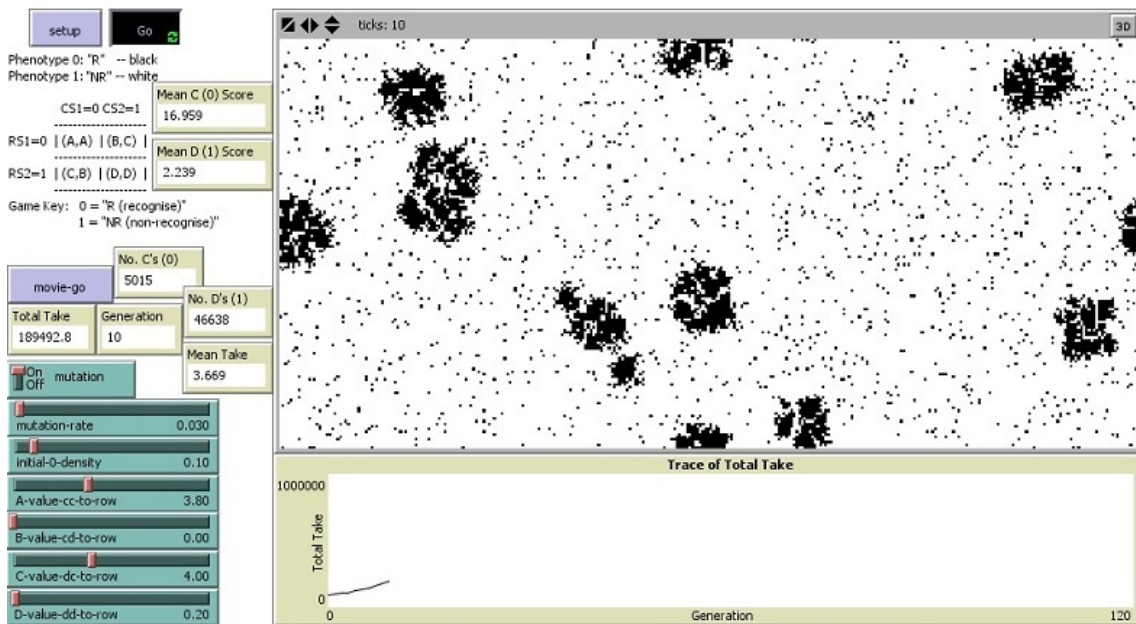 setup
Go
ticks: 10
3D
Phenotype 0: "R" -- black
Phenotype 1: "NR" -- white
CS1=0 CS2=1
------------------
RS1=0 | (A,A) | (B,C) |
------------------
RS2=1 | (C,B) | (D,D) |
------------------
Mean C (0) Score
16.959
Mean D (1) Score
2.239
Game Key: 0 = "R (recognise)"
1 = "NR (non-recognise)"
No. C's (0)
5015
movie-go
No. D's (1)
46638
Total Take
189492.8
Generation
10
Mean Take
3.669
On
Off
mutation
mutation-rate 0.030
initial-0-density 0.10
A-value-cc-to-row 3.80
B-value-cd-to-row 0.00
C-value-dc-to-row 4.00
D-value-dd-to-row 0.20
Trace of Total Take
1000000
Total Take
0
0
Generation
120